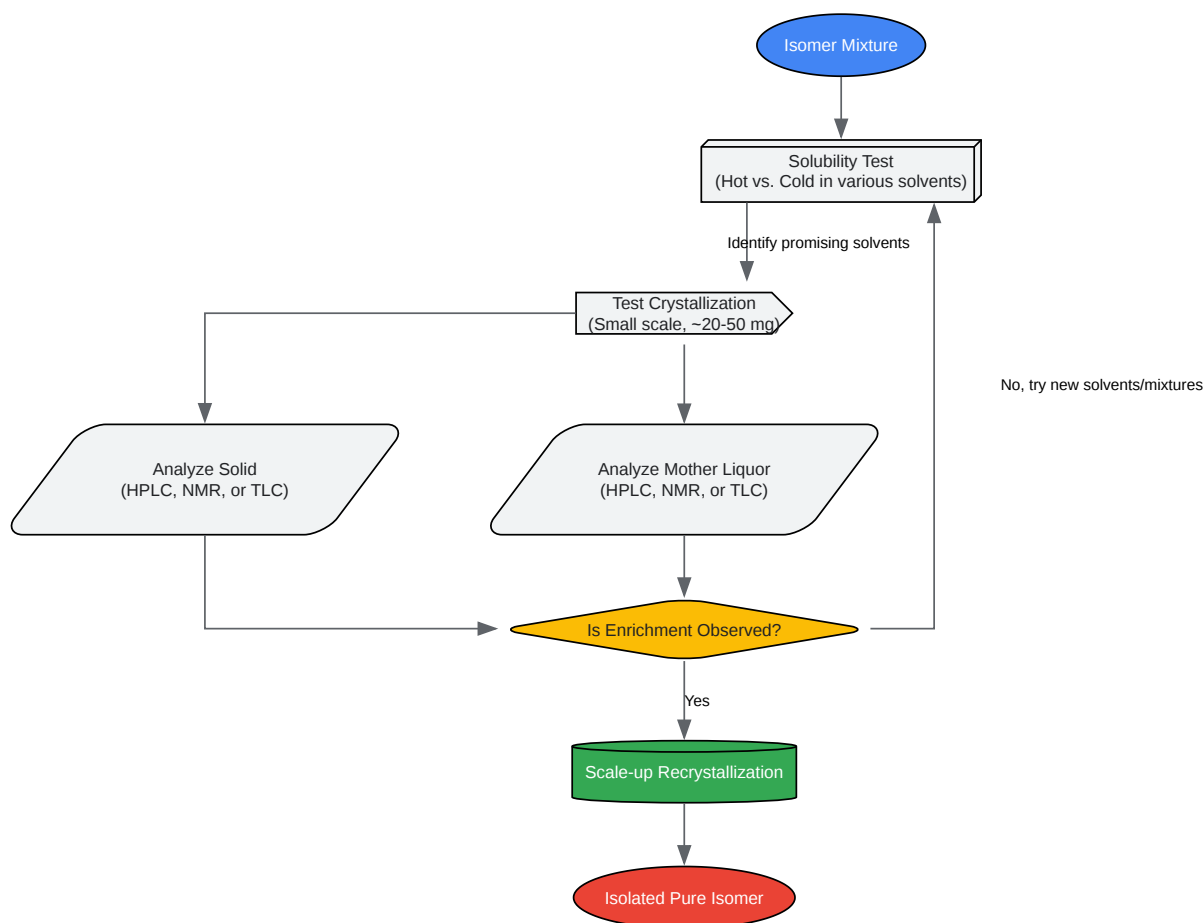 Isomer Mixture
Solubility Test
(Hot vs. Cold in various solvents)
Identify promising solvents
Test Crystallization
(Small scale, ~20-50 mg)
No, try new solvents/mixtures
Analyze Solid
(HPLC, NMR, or TLC)
Analyze Mother Liquor
(HPLC, NMR, or TLC)
Is Enrichment Observed?
Yes
Scale-up Recrystallization
Isolated Pure Isomer